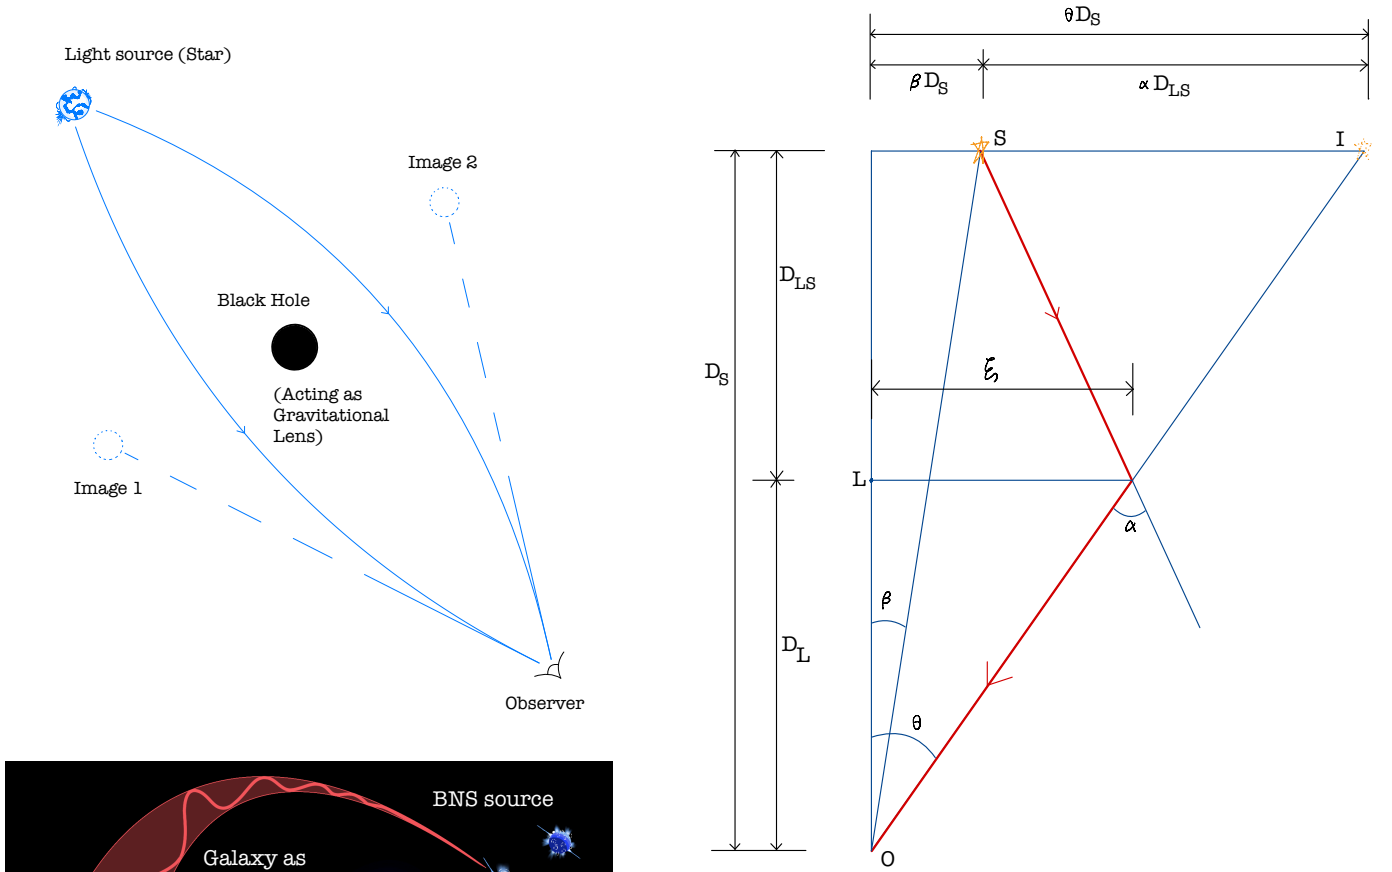 Light source (Star)
Image 2
Black Hole
(Acting as
Gravitational
Lens)
Image 1
Observer
BNS source
Galaxy as
θD_S
βD_S
αD_LS
S
I
D_LS
D_S
ξ
L
α
β
D_L
θ
O